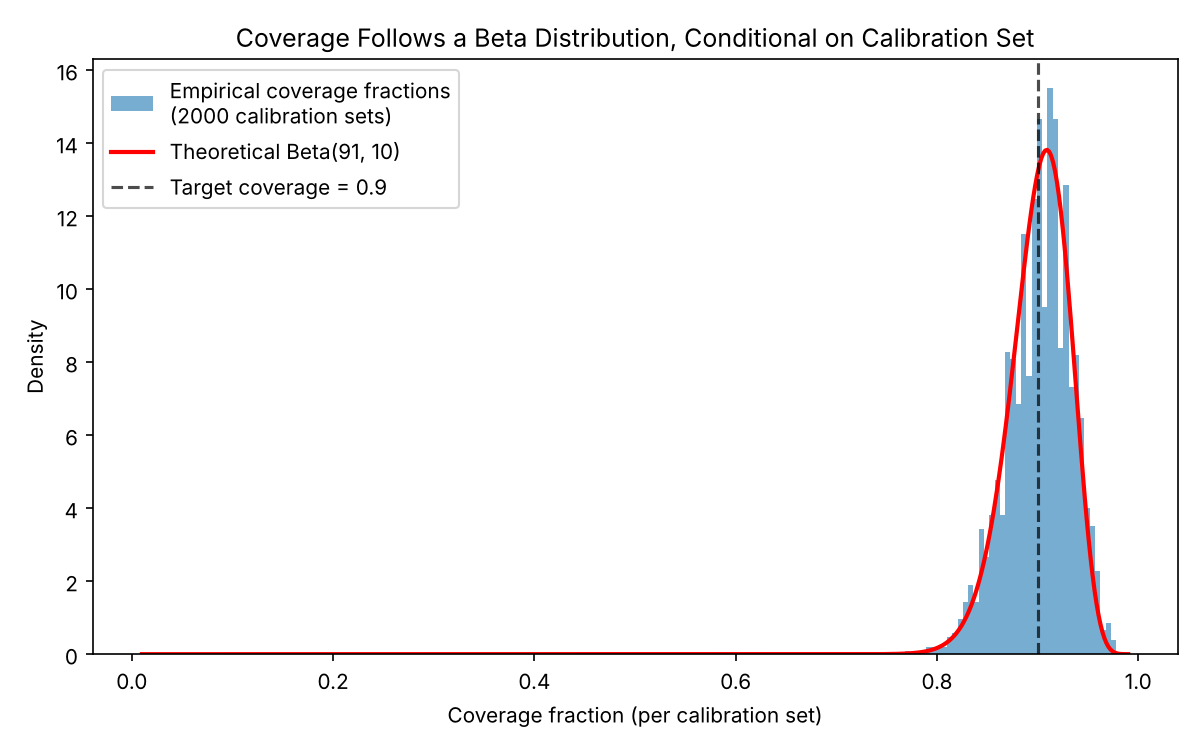 Coverage Follows a Beta Distribution, Conditional on Calibration Set
Empirical coverage fractions
(2000 calibration sets)
Theoretical Beta(91, 10)
Target coverage = 0.9
Density
16
14
12
10
8
6
4
2
0
0.0 0.2 0.4 0.6 0.8 1.0
Coverage fraction (per calibration set)